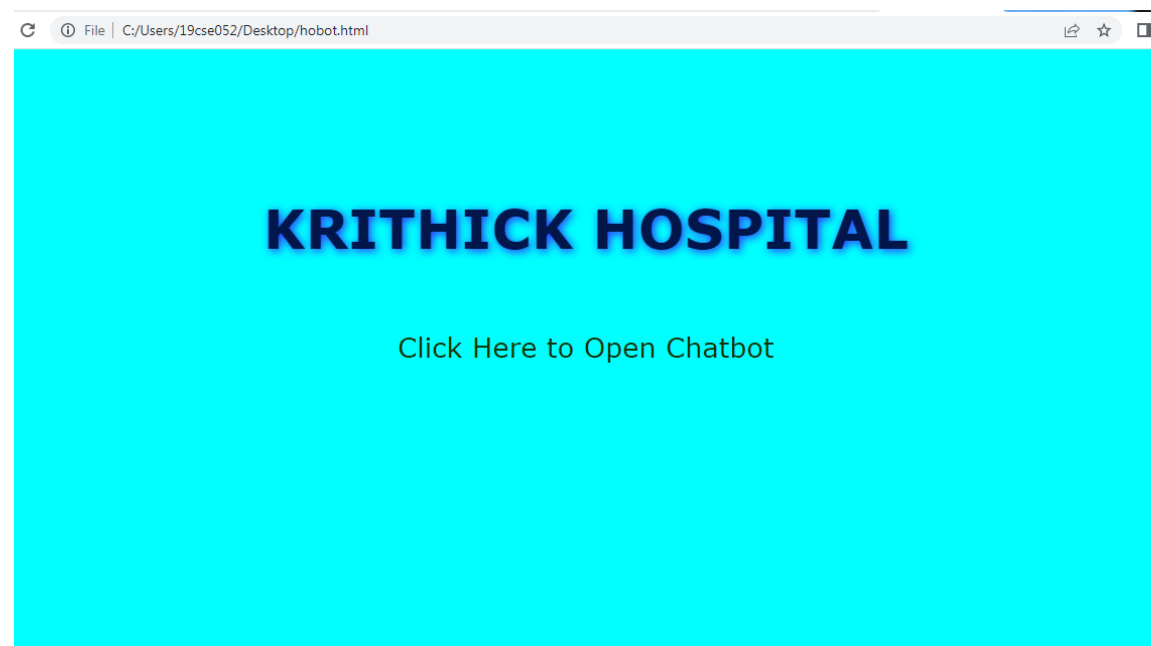 File | C:/Users/19cse052/Desktop/hobot.html
KRITHICK HOSPITAL
Click Here to Open Chatbot